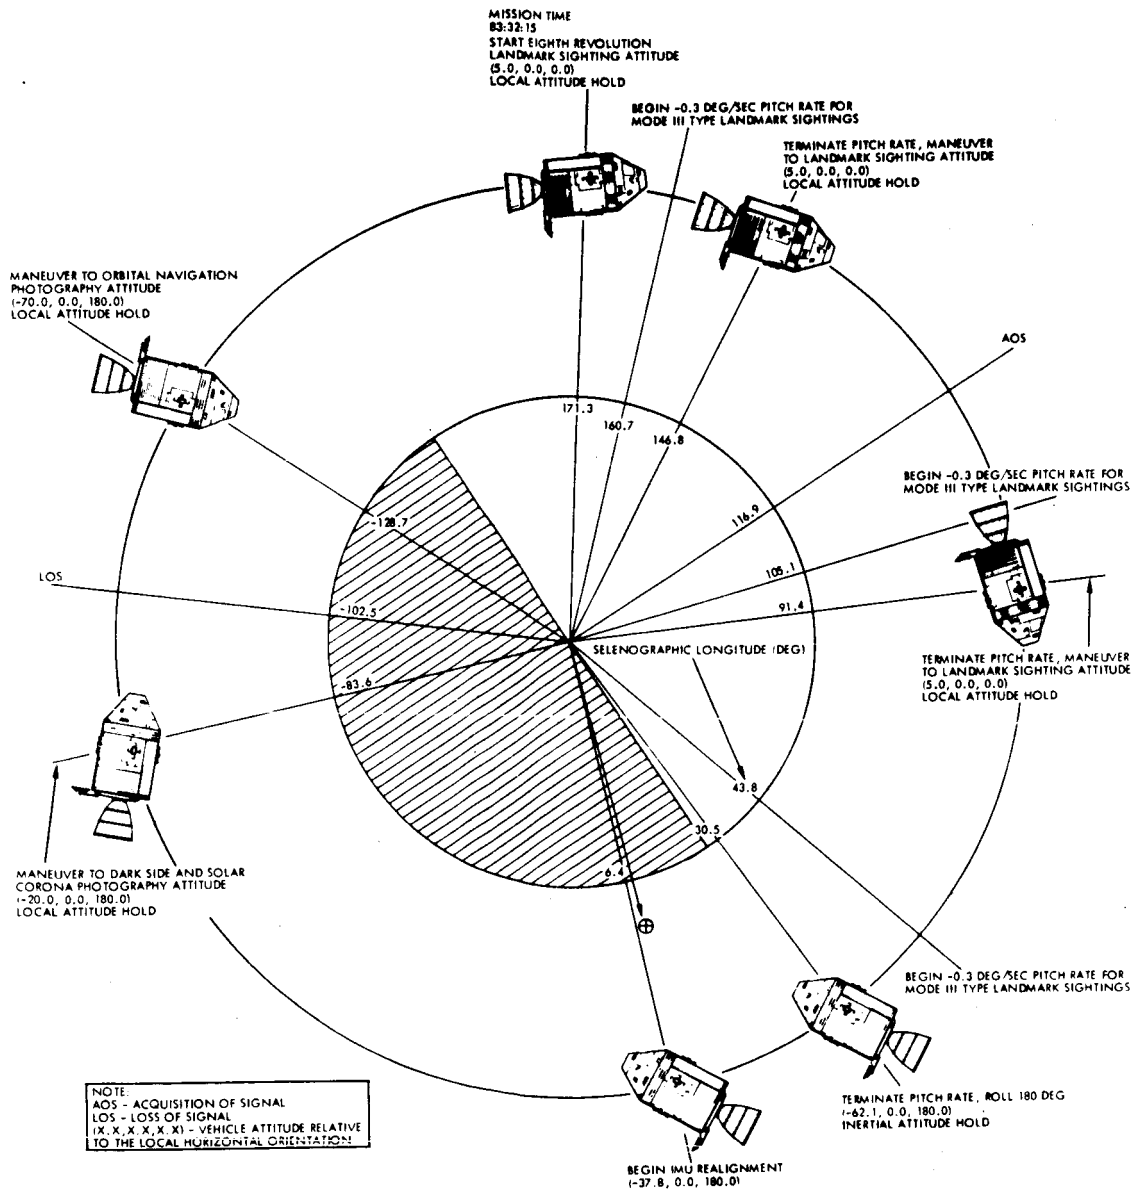 MISSION TIME
83:32:15
START EIGHTH REVOLUTION
LANDMARK SIGHTING ATTITUDE
(5.0, 0.0, 0.0)
LOCAL ATTITUDE HOLD
BEGIN -0.3 DEG/SEC PITCH RATE FOR
MODE III TYPE LANDMARK SIGHTINGS
TERMINATE PITCH RATE, MANEUVER
TO LANDMARK SIGHTING ATTITUDE
(5.0, 0.0, 0.0)
LOCAL ATTITUDE HOLD
MANEUVER TO ORBITAL NAVIGATION
PHOTOGRAPHY ATTITUDE
(-70.0, 0.0, 180.0)
LOCAL ATTITUDE HOLD
AOS
171.3
160.7
146.8
BEGIN -0.3 DEG/SEC PITCH RATE FOR
MODE III TYPE LANDMARK SIGHTINGS
116.9
-128.7
LOS
105.1
-102.5
91.4
SELENOGRAPHIC LONGITUDE (DEG)
TERMINATE PITCH RATE, MANEUVER
TO LANDMARK SIGHTING ATTITUDE
(5.0, 0.0, 0.0)
LOCAL ATTITUDE HOLD
-83.6
43.8
30.5
6.4
MANEUVER TO DARK SIDE AND SOLAR
CORONA PHOTOGRAPHY ATTITUDE
(-20.0, 0.0, 180.0)
LOCAL ATTITUDE HOLD
BEGIN -0.3 DEG/SEC PITCH RATE FOR
MODE III TYPE LANDMARK SIGHTINGS
TERMINATE PITCH RATE, ROLL 180 DEG
(-62.1, 0.0, 180.0)
INERTIAL ATTITUDE HOLD
NOTE:
AOS - ACQUISITION OF SIGNAL
LOS - LOSS OF SIGNAL
(X.X,X.X,X.X) - VEHICLE ATTITUDE RELATIVE
TO THE LOCAL HORIZONTAL ORIENTATION
BEGIN IMU REALIGNMENT
(-37.8, 0.0, 180.0)